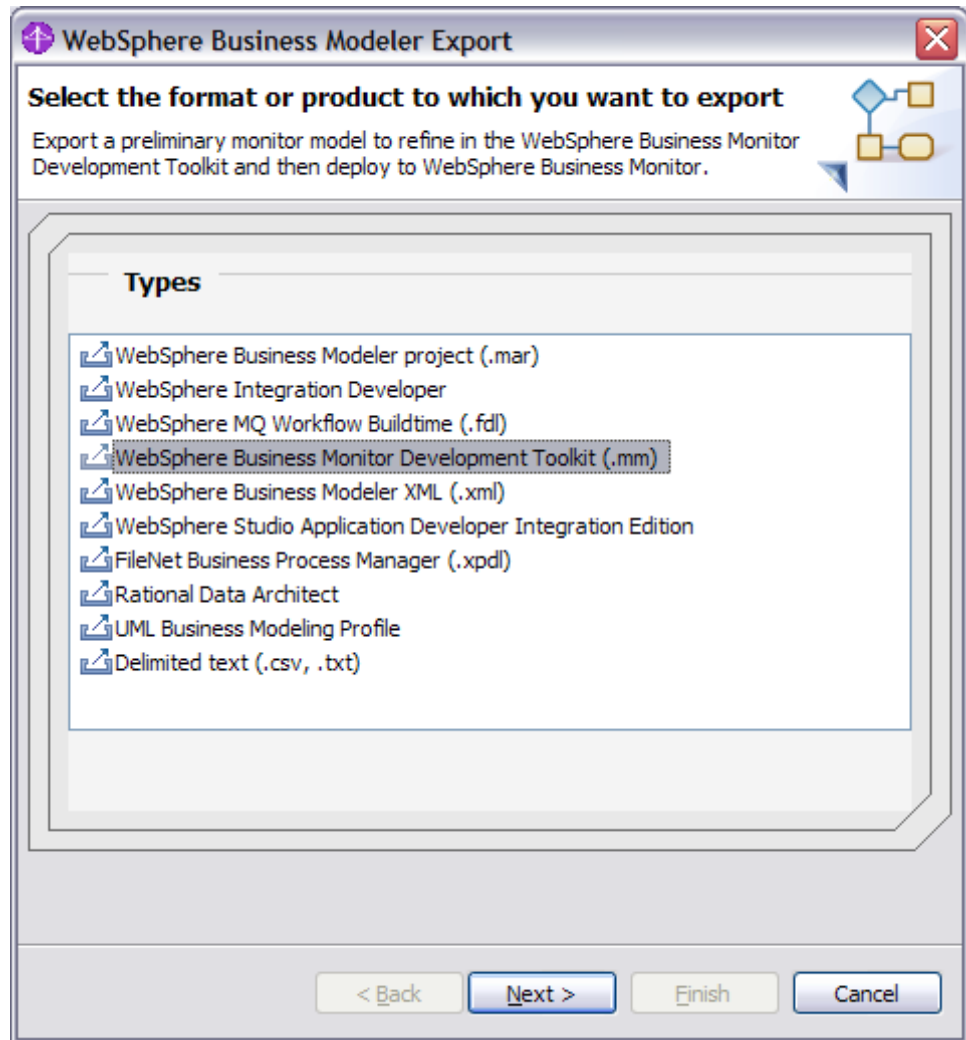 WebSphere Business Modeler Export
Select the format or product to which you want to export
Export a preliminary monitor model to refine in the WebSphere Business Monitor
Development Toolkit and then deploy to WebSphere Business Monitor.
Types
WebSphere Business Modeler project (.mar)
WebSphere Integration Developer
WebSphere MQ Workflow Buildtime (.fdl)
WebSphere Business Monitor Development Toolkit (.mm)
WebSphere Business Modeler XML (.xml)
WebSphere Studio Application Developer Integration Edition
FileNet Business Process Manager (.xpdl)
Rational Data Architect
UML Business Modeling Profile
Delimited text (.csv, .txt)
< Back Next > Finish Cancel